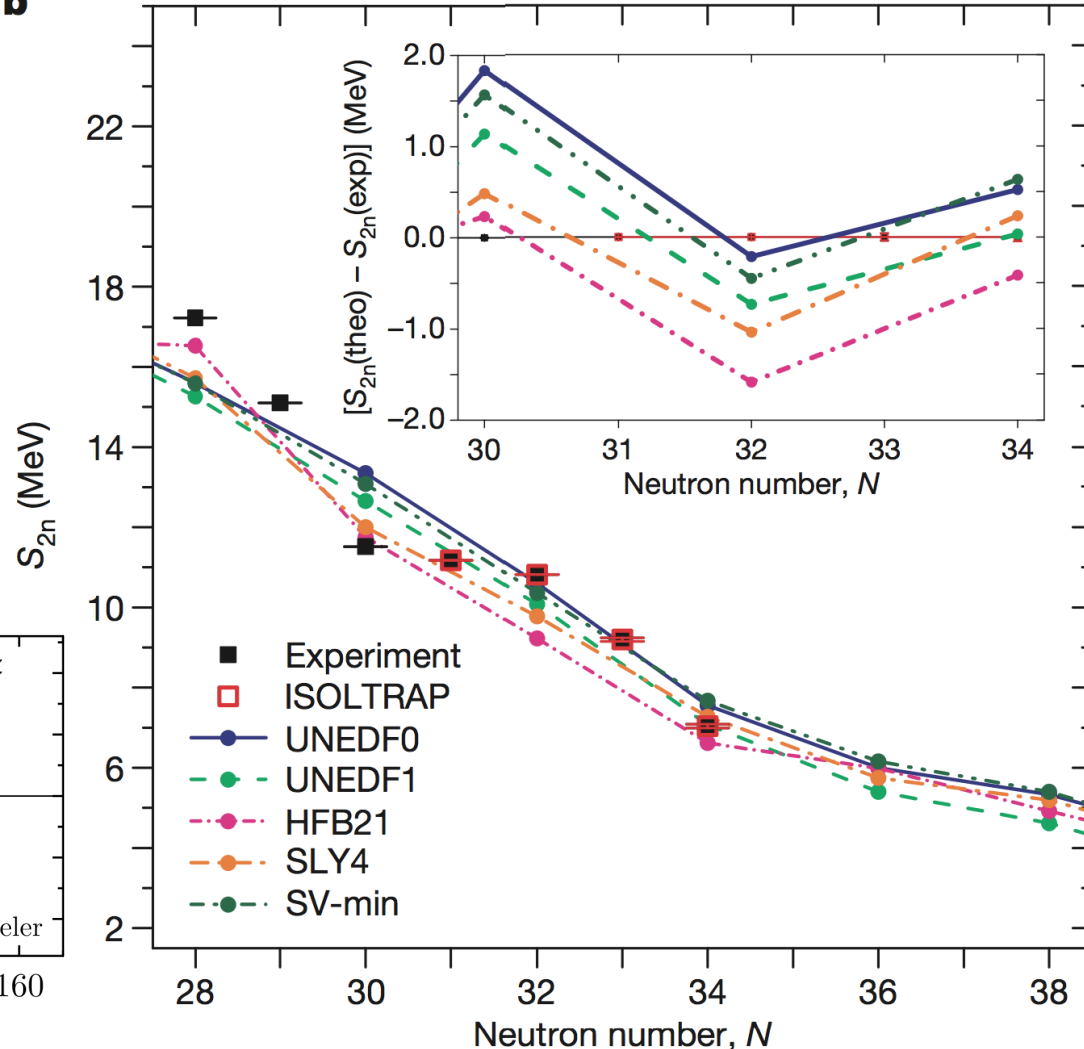 b
22
18
14
10
6
2
S2n (MeV)
2.0
1.0
0.0
−1.0
−2.0
[S2n(theo) – S2n(exp)] (MeV)
30 31 32 33 34
Neutron number, N
Experiment
ISOLTRAP
UNEDF0
UNEDF1
HFB21
SLY4
SV-min
28 30 32 34 36 38
Neutron number, N
eler
160